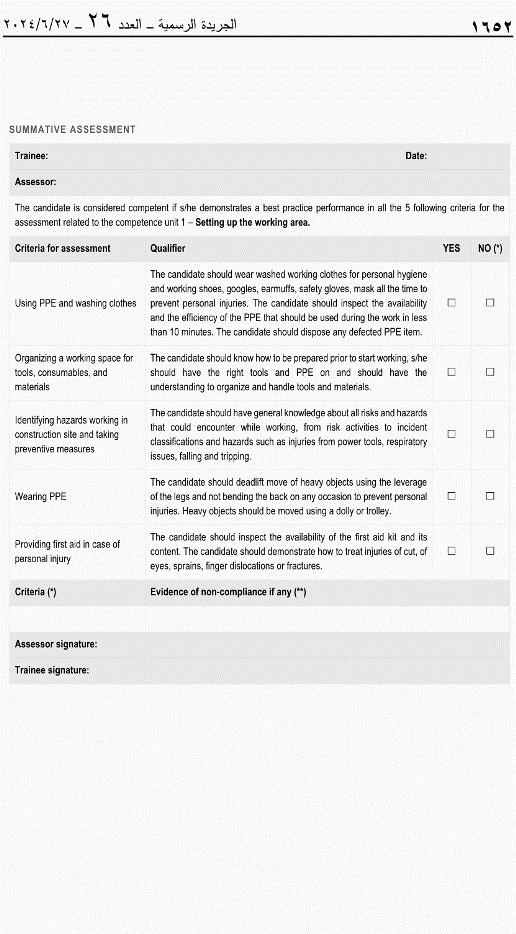 ١٦٥٢ الجريدة الرسمية ــ العدد ٢٦ ــ ٢٠٢٤/٦/٢٧
SUMMATIVE ASSESSMENT
Trainee: Date:
Assessor:
The candidate is considered competent if s/he demonstrates a best practice performance in all the 5 following criteria for the
assessment related to the competence unit 1 – Setting up the working area.
Criteria for assessment Qualifier YES NO (*)
Using PPE and washing clothes
The candidate should wear washed working clothes for personal hygiene
and working shoes, googles, earmuffs, safety gloves, mask all the time to
prevent personal injuries. The candidate should inspect the availability
and the efficiency of the PPE that should be used during the work in less
than 10 minutes. The candidate should dispose any defected PPE item.
☐ ☐
Organizing a working space for
tools, consumables, and
materials
The candidate should know how to be prepared prior to start working, s/he
should have the right tools and PPE on and should have the
understanding to organize and handle tools and materials.
☐ ☐
Identifying hazards working in
construction site and taking
preventive measures
The candidate should have general knowledge about all risks and hazards
that could encounter while working, from risk activities to incident
classifications and hazards such as injuries from power tools, respiratory
issues, falling and tripping.
☐ ☐
Wearing PPE
The candidate should deadlift move of heavy objects using the leverage
of the legs and not bending the back on any occasion to prevent personal
injuries. Heavy objects should be moved using a dolly or trolley.
☐ ☐
Providing first aid in case of
personal injury
The candidate should inspect the availability of the first aid kit and its
content. The candidate should demonstrate how to treat injuries of cut, of
eyes, sprains, finger dislocations or fractures.
☐ ☐
Criteria (*) Evidence of non-compliance if any (**)
Assessor signature:
Trainee signature: